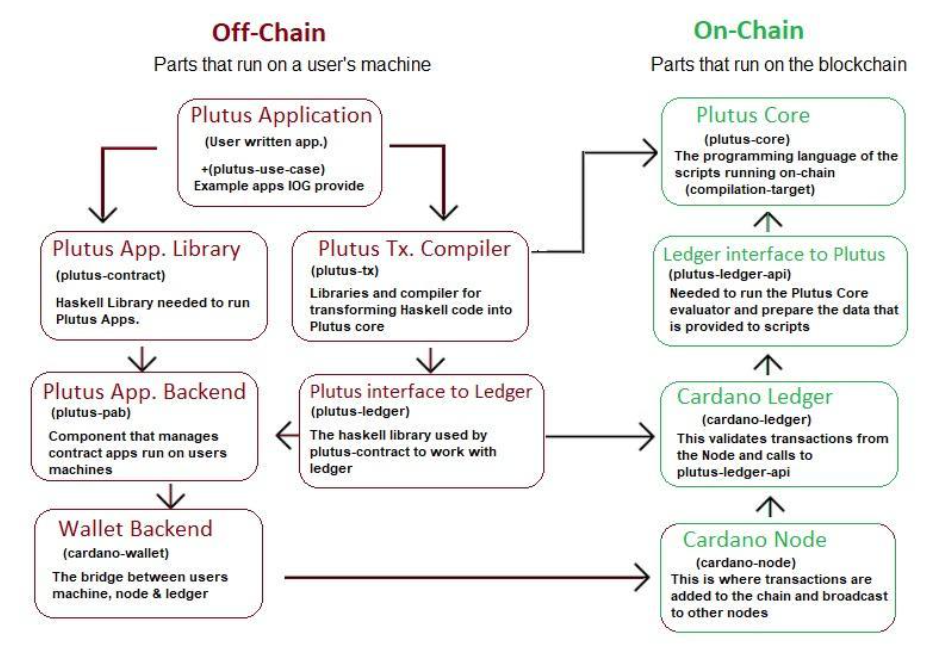 Off-Chain
Parts that run on a user's machine
On-Chain
Parts that run on the blockchain
Plutus Application
(User written app.)
+(plutus-use-case)
Example apps IOG provide
Plutus App. Library
(plutus-contract)
Haskell Library needed to run
Plutus Apps.
Plutus Tx. Compiler
(plutus-tx)
Libraries and compiler for
transforming Haskell code into
Plutus core
Plutus App. Backend
(plutus-pab)
Component that manages
contract apps run on users
machines
Plutus interface to Ledger
(plutus-ledger)
The haskell library used by
plutus-contract to work with
ledger
Wallet Backend
(cardano-wallet)
The bridge between users
machine, node & ledger
Plutus Core
(plutus-core)
The programming language of the
scripts running on-chain
(compilation-target)
Ledger interface to Plutus
(plutus-ledger-api)
Needed to run the Plutus Core
evaluator and prepare the data that
is provided to scripts
Cardano Ledger
(cardano-ledger)
This validates transactions from
the Node and calls to
plutus-ledger-api
Cardano Node
(cardano-node)
This is where transactions are
added to the chain and broadcast
to other nodes